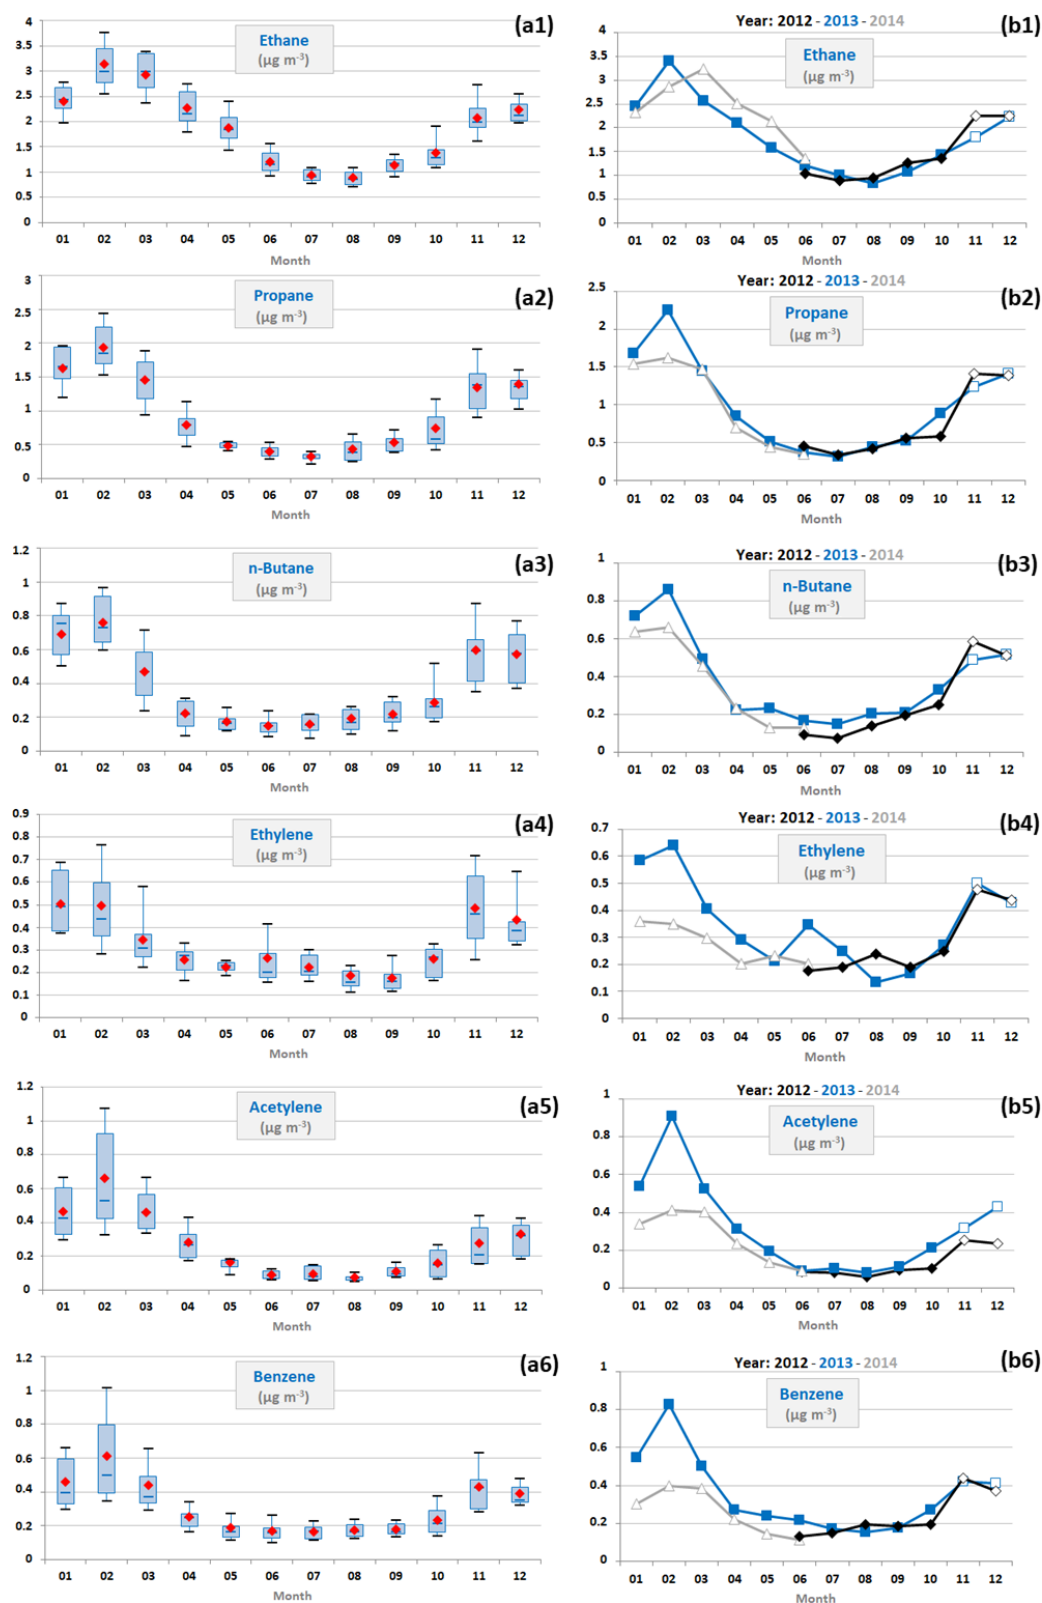 (a1)
Ethane
(µg m-3)
4
3.5
3
2.5
2
1.5
1
0.5
0
01 02 03 04 05 06 07 08 09 10 11 12
Month
Year: 2012 - 2013 - 2014
(b1)
Ethane
(µg m-3)
4
3.5
3
2.5
2
1.5
1
0.5
0
01 02 03 04 05 06 07 08 09 10 11 12
Month
(a2)
Propane
(µg m-3)
3
2.5
2
1.5
1
0.5
0
01 02 03 04 05 06 07 08 09 10 11 12
Month
Year: 2012 - 2013 - 2014
(b2)
Propane
(µg m-3)
2.5
2
1.5
1
0.5
0
01 02 03 04 05 06 07 08 09 10 11 12
Month
(a3)
n-Butane
(µg m-3)
1.2
1
0.8
0.6
0.4
0.2
0
01 02 03 04 05 06 07 08 09 10 11 12
Month
Year: 2012 - 2013 - 2014
(b3)
n-Butane
(µg m-3)
1
0.8
0.6
0.4
0.2
0
01 02 03 04 05 06 07 08 09 10 11 12
Month
(a4)
Ethylene
(µg m-3)
0.9
0.8
0.7
0.6
0.5
0.4
0.3
0.2
0.1
0
01 02 03 04 05 06 07 08 09 10 11 12
Month
Year: 2012 - 2013 - 2014
(b4)
Ethylene
(µg m-3)
0.7
0.6
0.5
0.4
0.3
0.2
0.1
0
01 02 03 04 05 06 07 08 09 10 11 12
Month
(a5)
Acetylene
(µg m-3)
1.2
1
0.8
0.6
0.4
0.2
0
01 02 03 04 05 06 07 08 09 10 11 12
Month
Year: 2012 - 2013 - 2014
(b5)
Acetylene
(µg m-3)
1
0.8
0.6
0.4
0.2
0
01 02 03 04 05 06 07 08 09 10 11 12
Month
(a6)
Benzene
(µg m-3)
1.2
1
0.8
0.6
0.4
0.2
0
01 02 03 04 05 06 07 08 09 10 11 12
Month
Year: 2012 - 2013 - 2014
(b6)
Benzene
(µg m-3)
1
0.8
0.6
0.4
0.2
0
01 02 03 04 05 06 07 08 09 10 11 12
Month